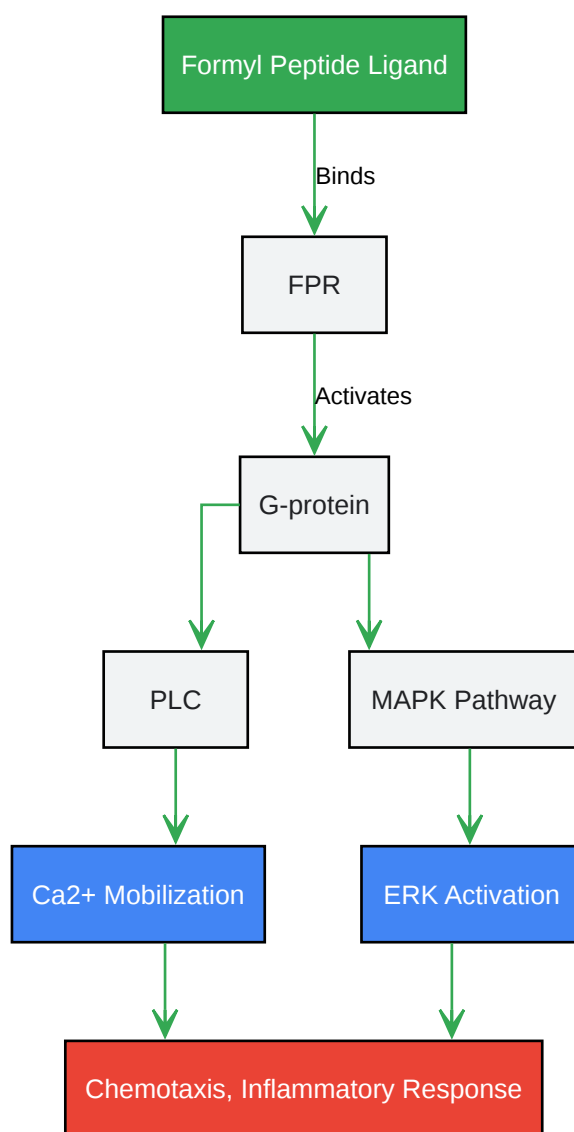 Formyl Peptide Ligand
Binds
FPR
Activates
G-protein
PLC
MAPK Pathway
Ca2+ Mobilization
ERK Activation
Chemotaxis, Inflammatory Response